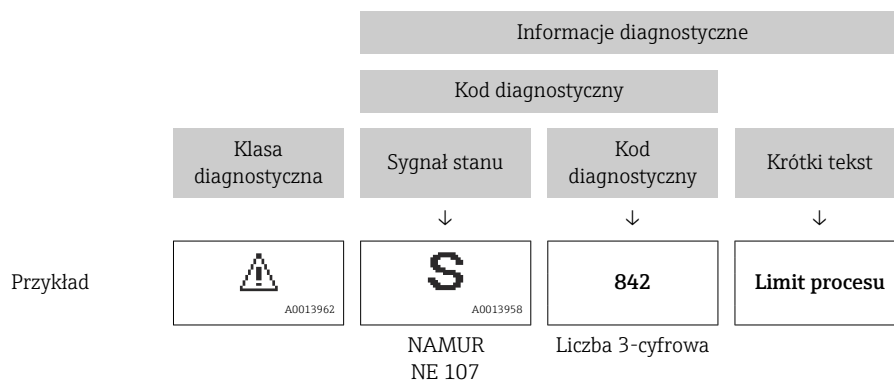 Informacje diagnostyczne
Kod diagnostyczny
Klasa
diagnostyczna
Sygnał stanu
Kod
diagnostyczny
Krótki tekst
↓ ↓ ↓
Przykład
A0013962
S
A0013958
842
Limit procesu
NAMUR
NE 107
Liczba 3-cyfrowa